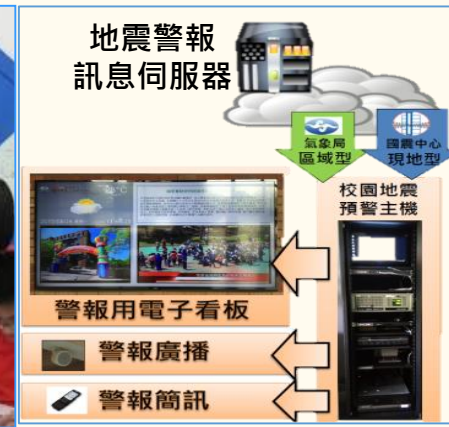 地震警報
訊息伺服器
氣象局
區域型
國震中心
現地型
校園地震
預警主機
警報用電子看板
警報廣播
警報簡訊